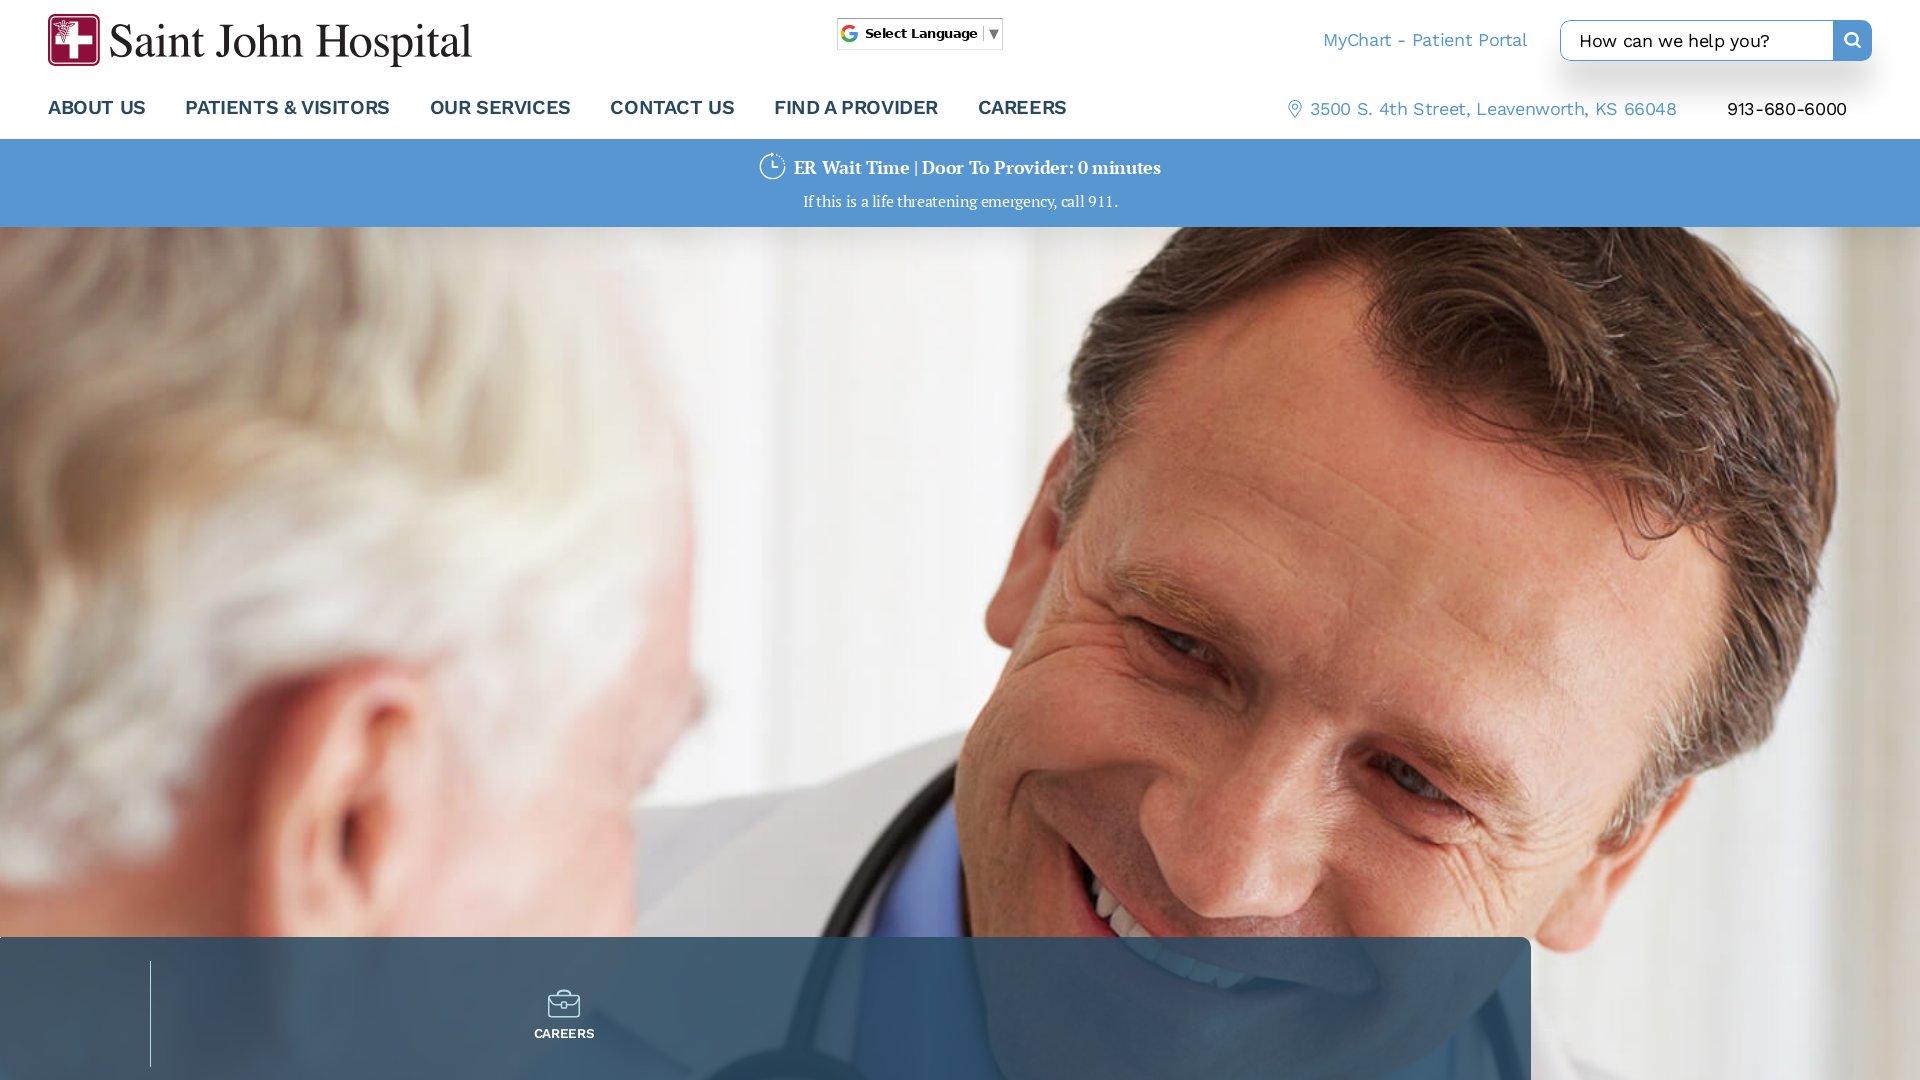 Saint John Hospital
Select Language ▼
MyChart - Patient Portal
How can we help you?
ABOUT US
PATIENTS & VISITORS
OUR SERVICES
CONTACT US
FIND A PROVIDER
CAREERS
3500 S. 4th Street, Leavenworth, KS 66048
913-680-6000
ER Wait Time | Door To Provider: 0 minutes
If this is a life threatening emergency, call 911.
CAREERS